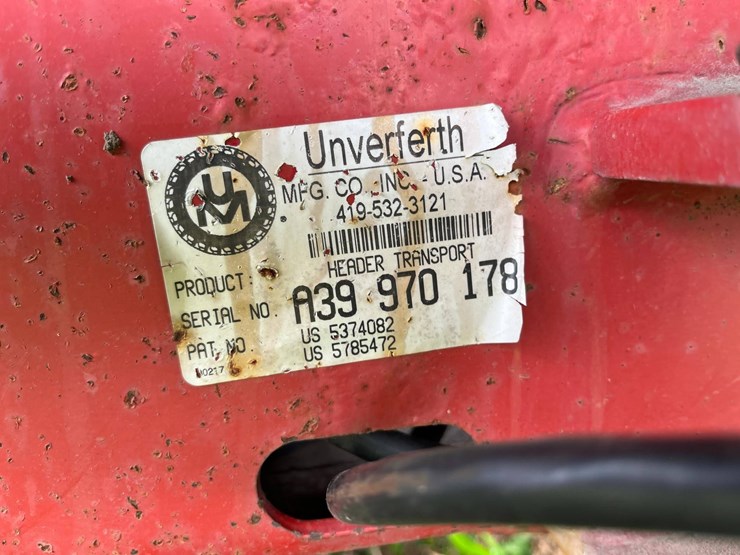 Unverferth
MFG. CO., INC. - U.S.A.
419-532-3121
UM
PRODUCT: HEADER TRANSPORT
SERIAL NO. A39 970 178
PAT. NO. US 5374082
US 5785472